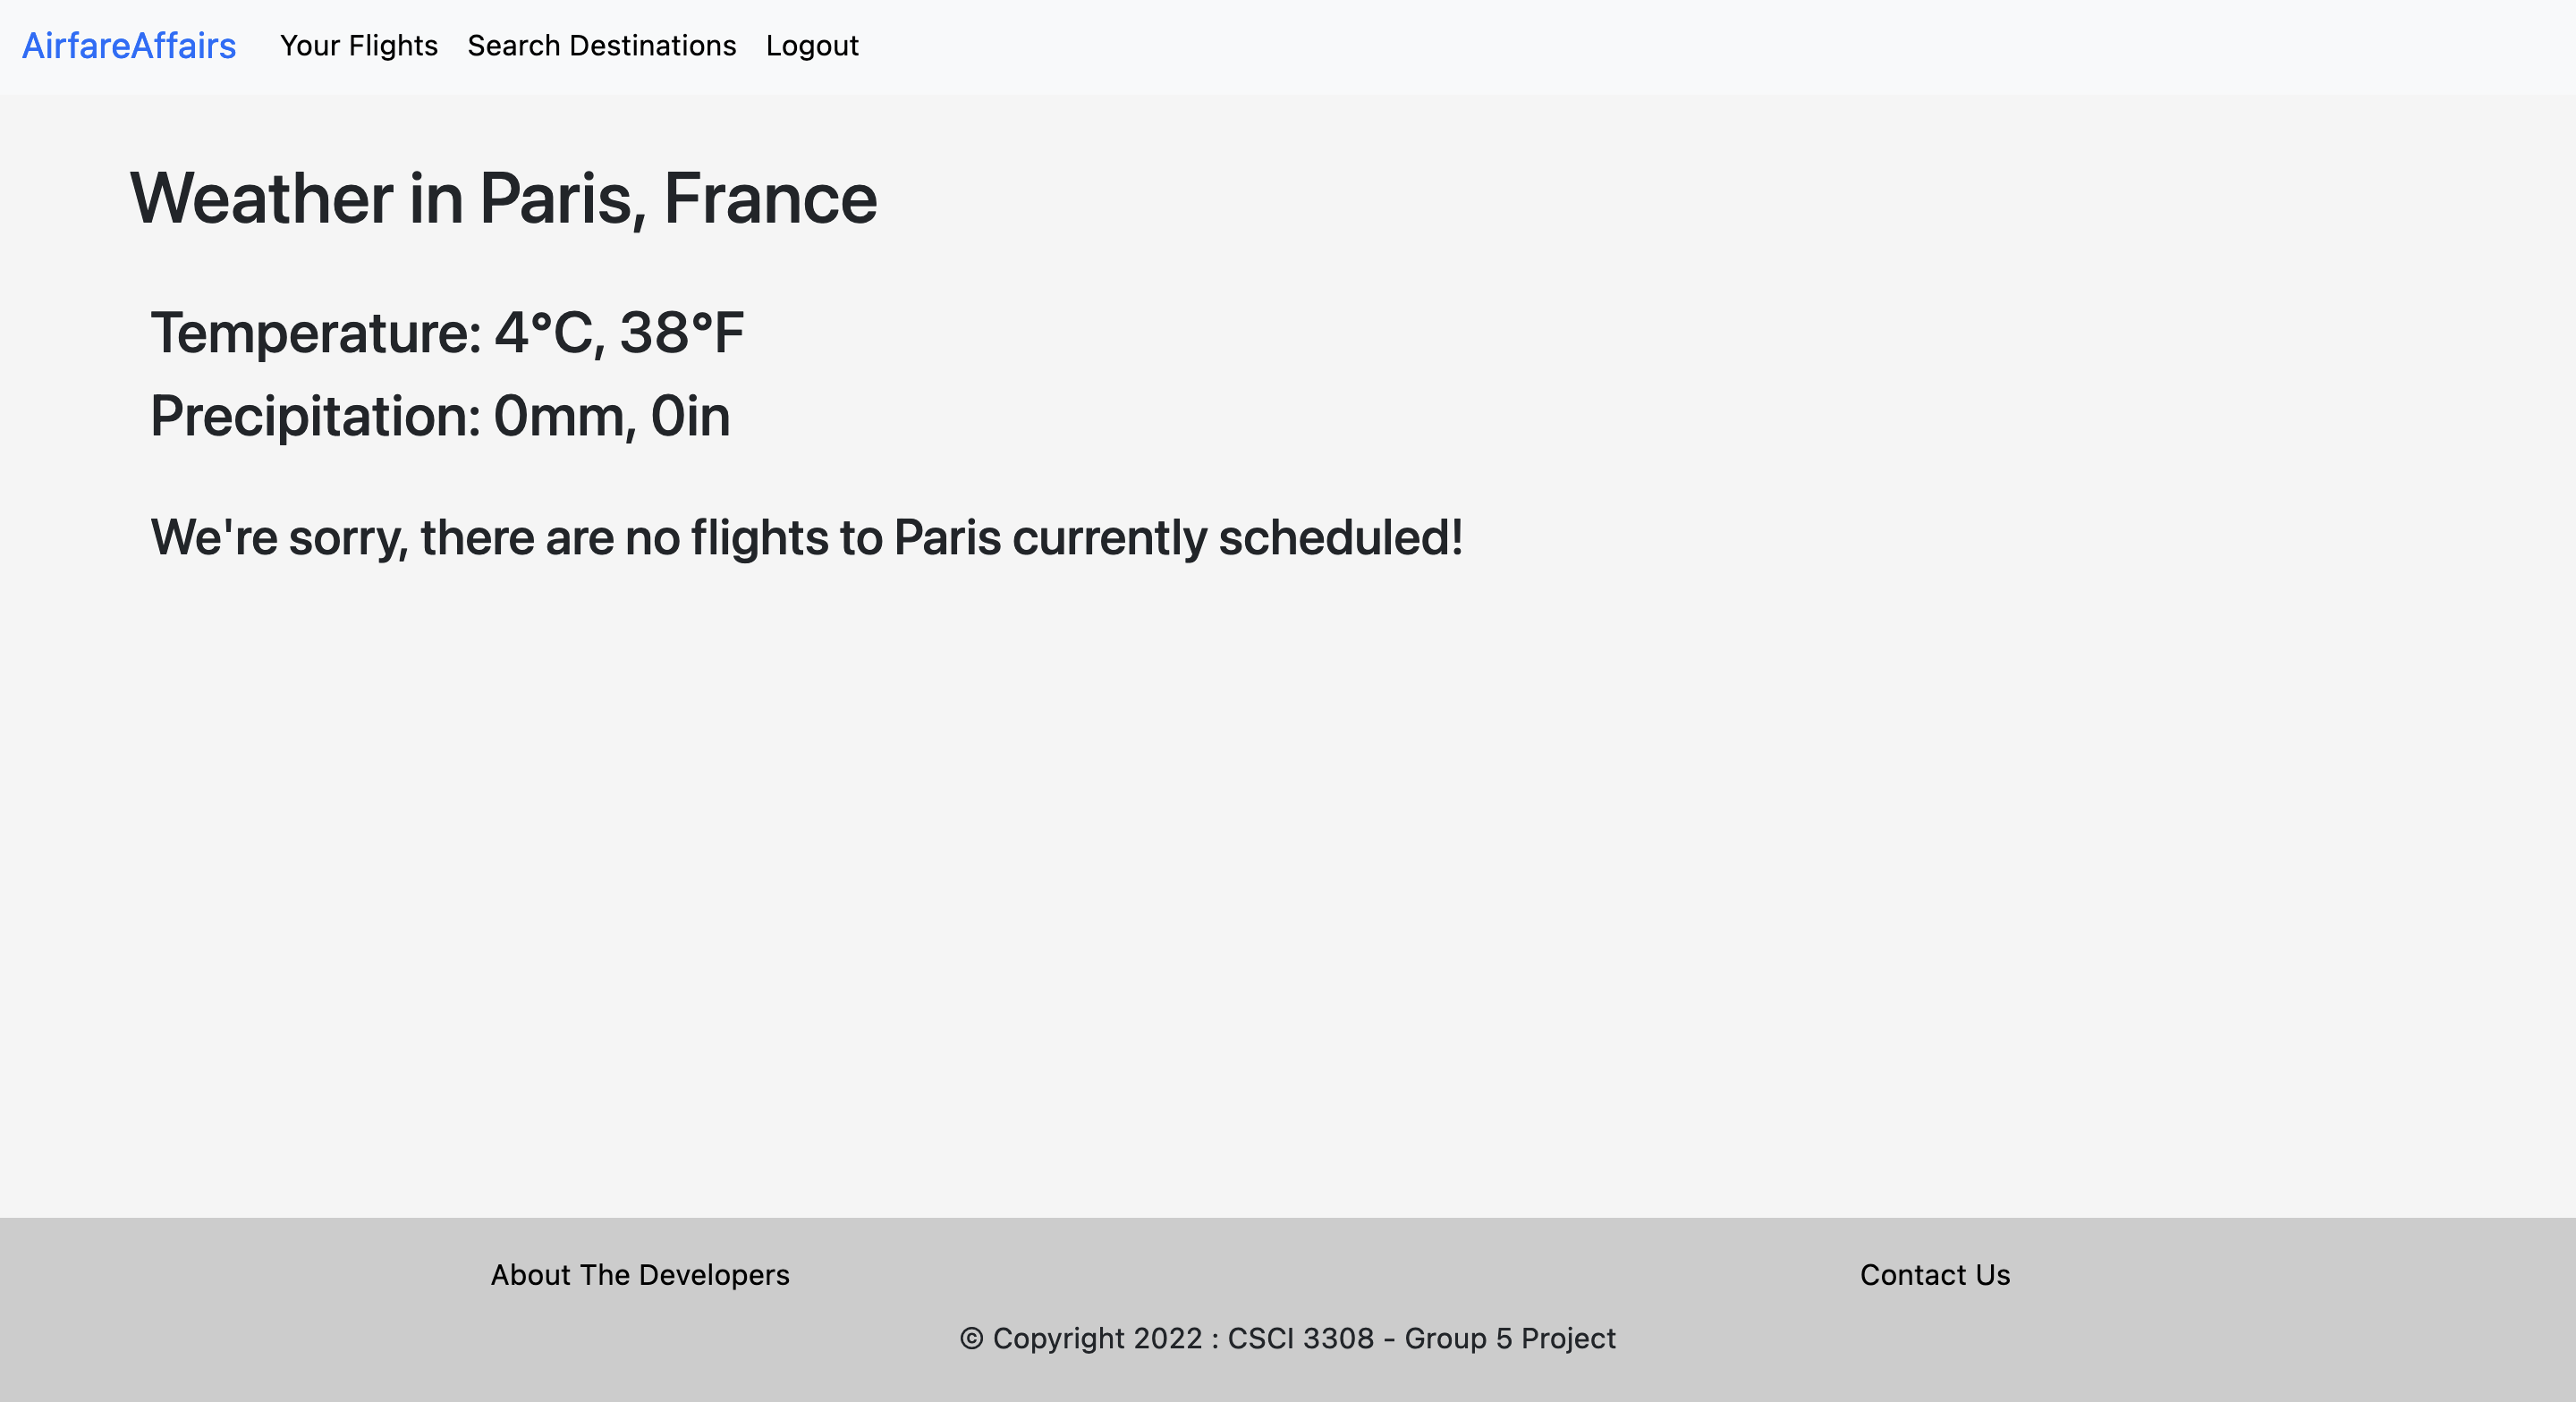 AirfareAffairs Your Flights Search Destinations Logout
Weather in Paris, France
Temperature: 4°C, 38°F
Precipitation: 0mm, 0in
We're sorry, there are no flights to Paris currently scheduled!
About The Developers Contact Us
© Copyright 2022 : CSCI 3308 - Group 5 Project